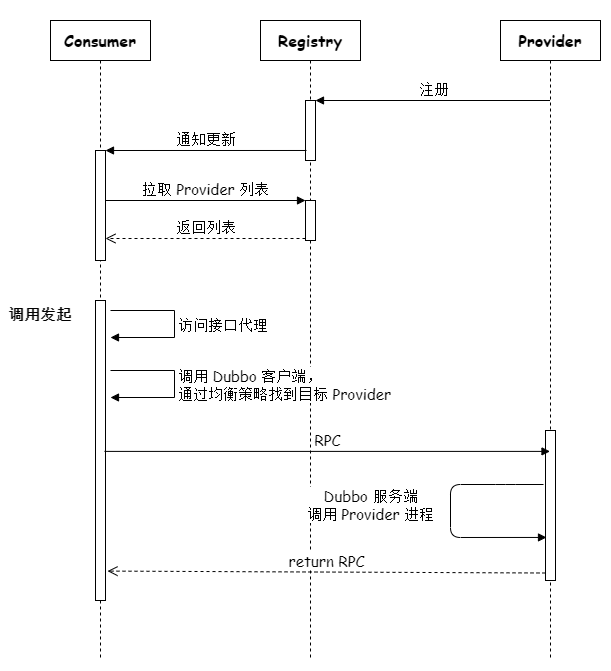 Consumer
Registry
Provider
注册
通知更新
拉取 Provider 列表
返回列表
调用发起
访问接口代理
调用 Dubbo 客户端，
通过均衡策略找到目标 Provider
RPC
Dubbo 服务端
调用 Provider 进程
return RPC